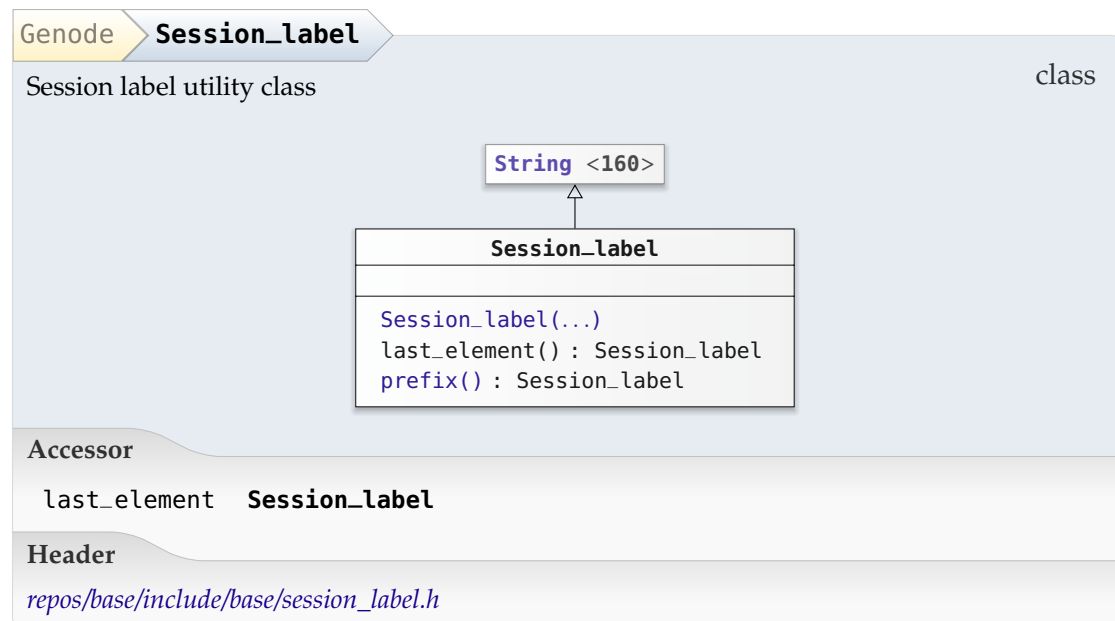 Genode Session_label
class
Session label utility class
String <160>
Session_label
Session_label(...)
last_element() : Session_label
prefix() : Session_label
Accessor
last_element Session_label
Header
repos/base/include/base/session_label.h